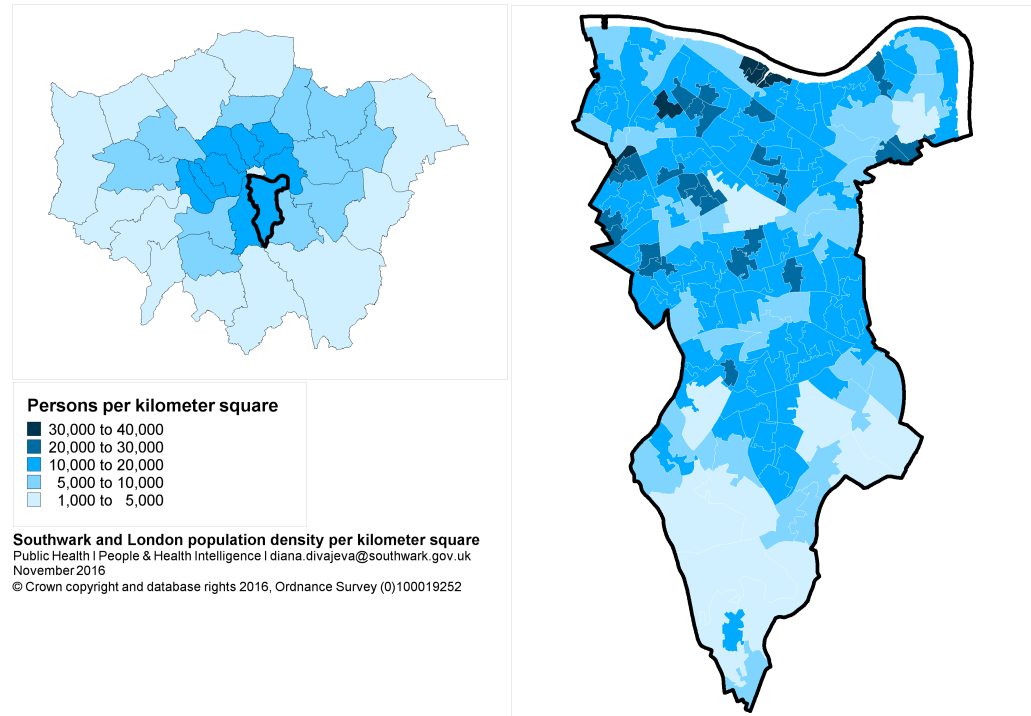 Persons per kilometer square
30,000 to 40,000
20,000 to 30,000
10,000 to 20,000
5,000 to 10,000
1,000 to 5,000
Southwark and London population density per kilometer square
Public Health I People & Health Intelligence I diana.divajeva@southwark.gov.uk
November 2016
© Crown copyright and database rights 2016, Ordnance Survey (0)100019252